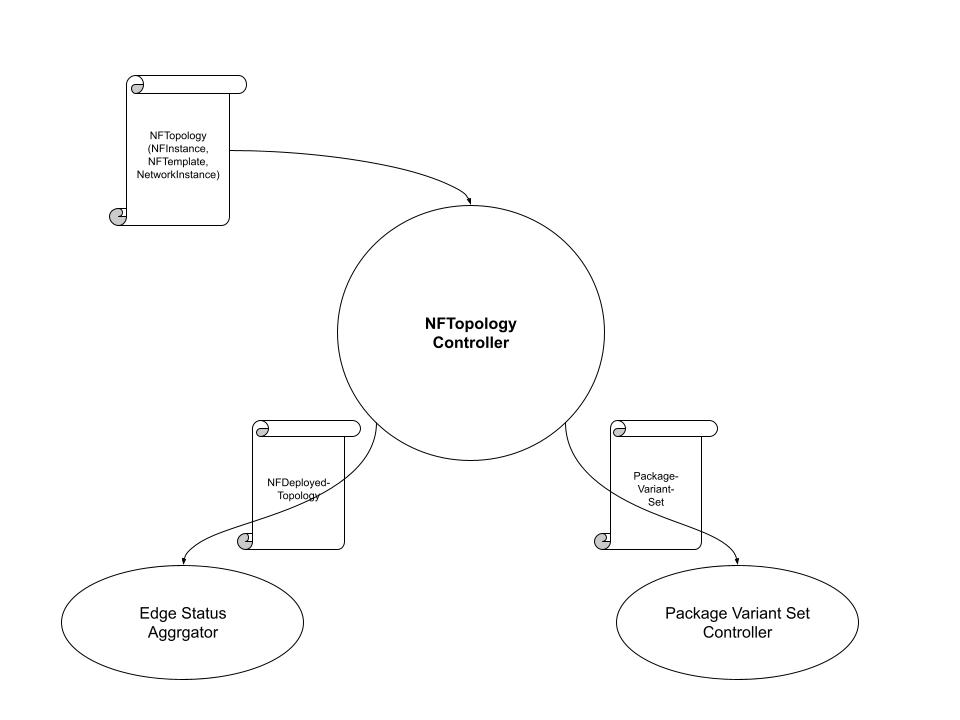 NFTopology
(NFInstance,
NFTemplate,
NetworkInstance)
NFTopology
Controller
NFDeployed-
Topology
Package-
Variant-
Set
Edge Status
Aggrgator
Package Variant Set
Controller